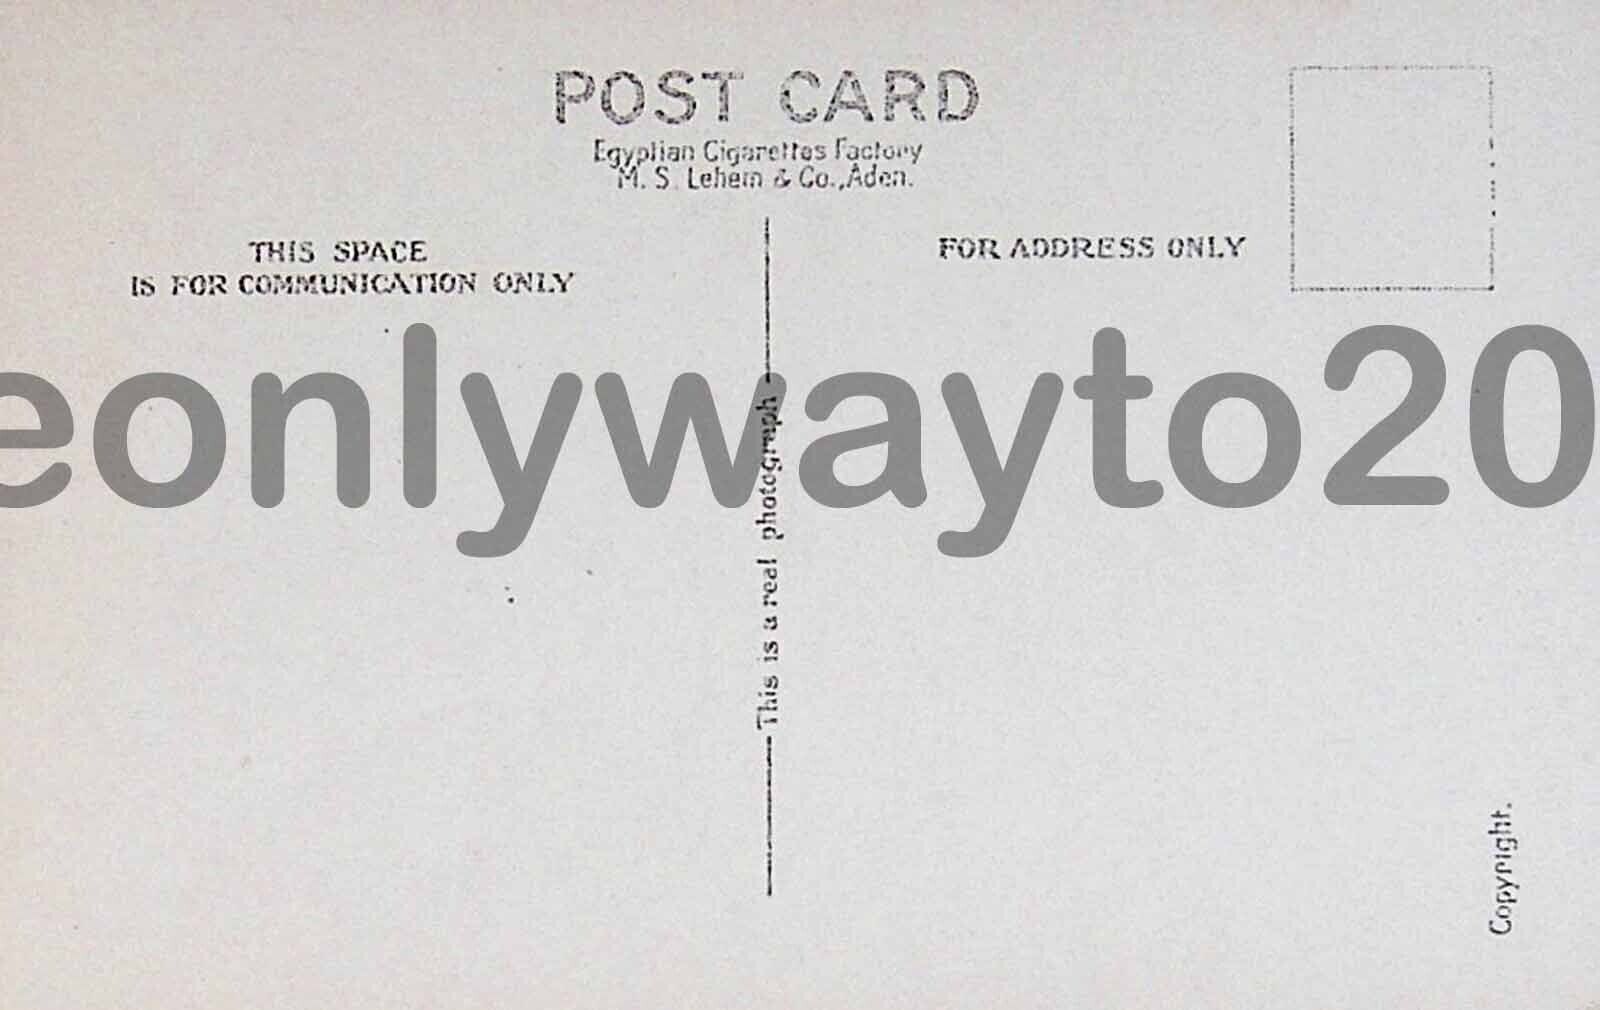 POST CARD
Egyptian Cigarettes Factory
M. S. Lehem & Co., Aden.
THIS SPACE
IS FOR COMMUNICATION ONLY
FOR ADDRESS ONLY
eonlywayto20
This is a real photograph
Copyright.